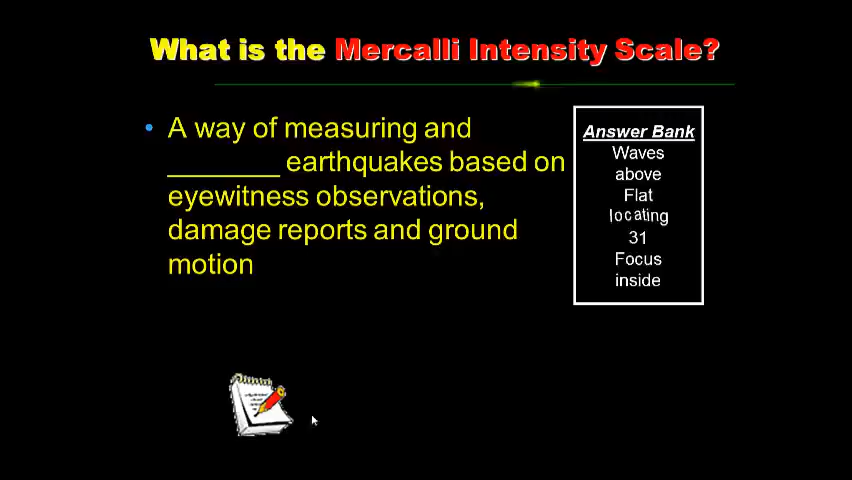 What is the Mercalli Intensity Scale?
• A way of measuring and
_______ earthquakes based on
eyewitness observations,
damage reports and ground
motion
Answer Bank
Waves
above
Flat
locating
31
Focus
inside